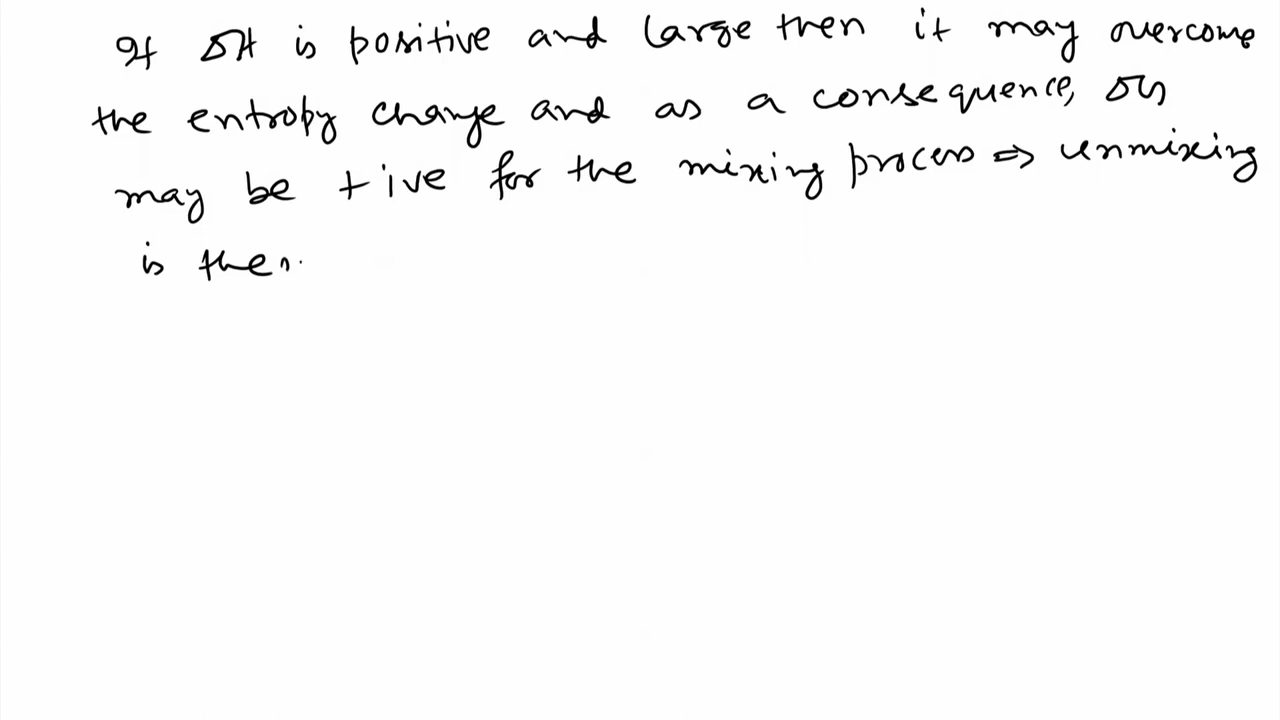 If ΔH is positive and large then it may overcome
the entropy change and as a consequence, ΔG
may be +ive for the mixing process ⇒ unmixing
is then